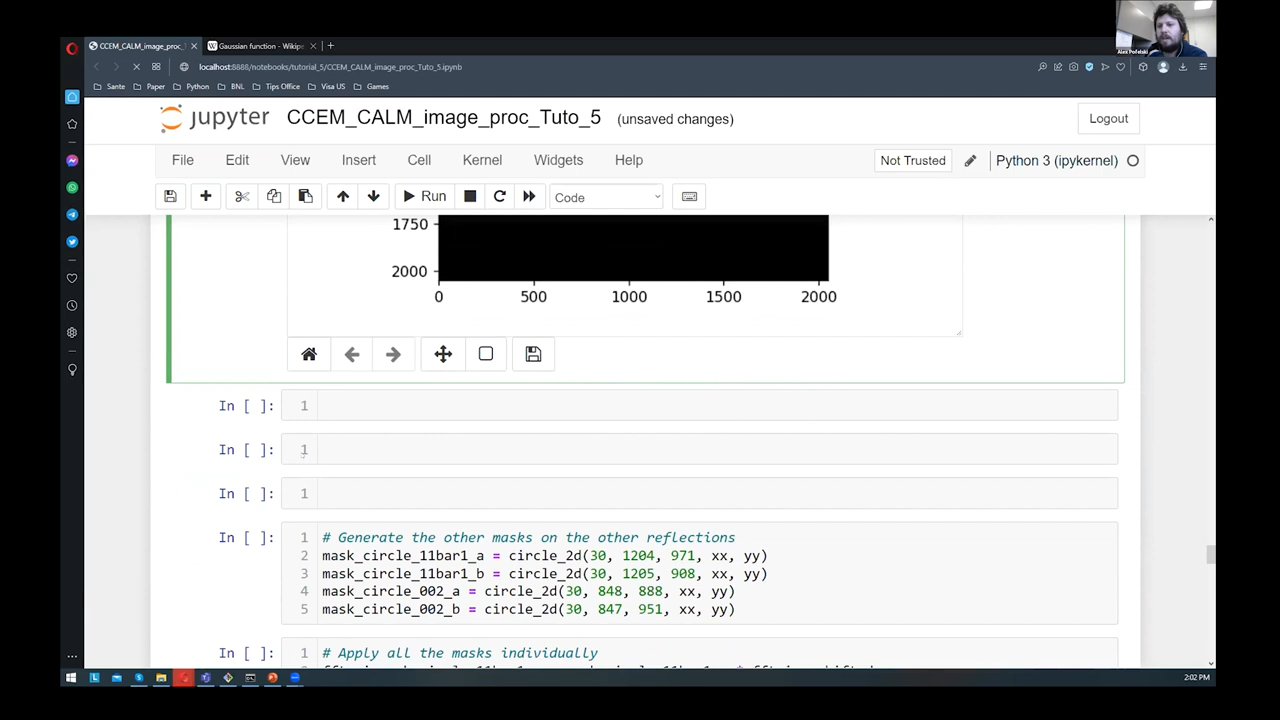 Alex Pofelski
CCEM_CALM_image_proc_
Gaussian function - Wikipe
localhost:8888/notebooks/tutorial_5/CCEM_CALM_image_proc_Tuto_5.ipynb
Sante
Paper
Python
BNL
Tips Office
Visa US
Games
jupyter
CCEM_CALM_image_proc_Tuto_5
(unsaved changes)
Logout
File
Edit
View
Insert
Cell
Kernel
Widgets
Help
Not Trusted
Python 3 (ipykernel)
Run
Code
1750
2000
0
500
1000
1500
2000
In [ ]:
1
In [ ]:
1
In [ ]:
1
In [ ]:
1 # Generate the other masks on the other reflections
2 mask_circle_11bar1_a = circle_2d(30, 1204, 971, xx, yy)
3 mask_circle_11bar1_b = circle_2d(30, 1205, 908, xx, yy)
4 mask_circle_002_a = circle_2d(30, 848, 888, xx, yy)
5 mask_circle_002_b = circle_2d(30, 847, 951, xx, yy)
In [ ]:
1 # Apply all the masks individually
2:02 PM